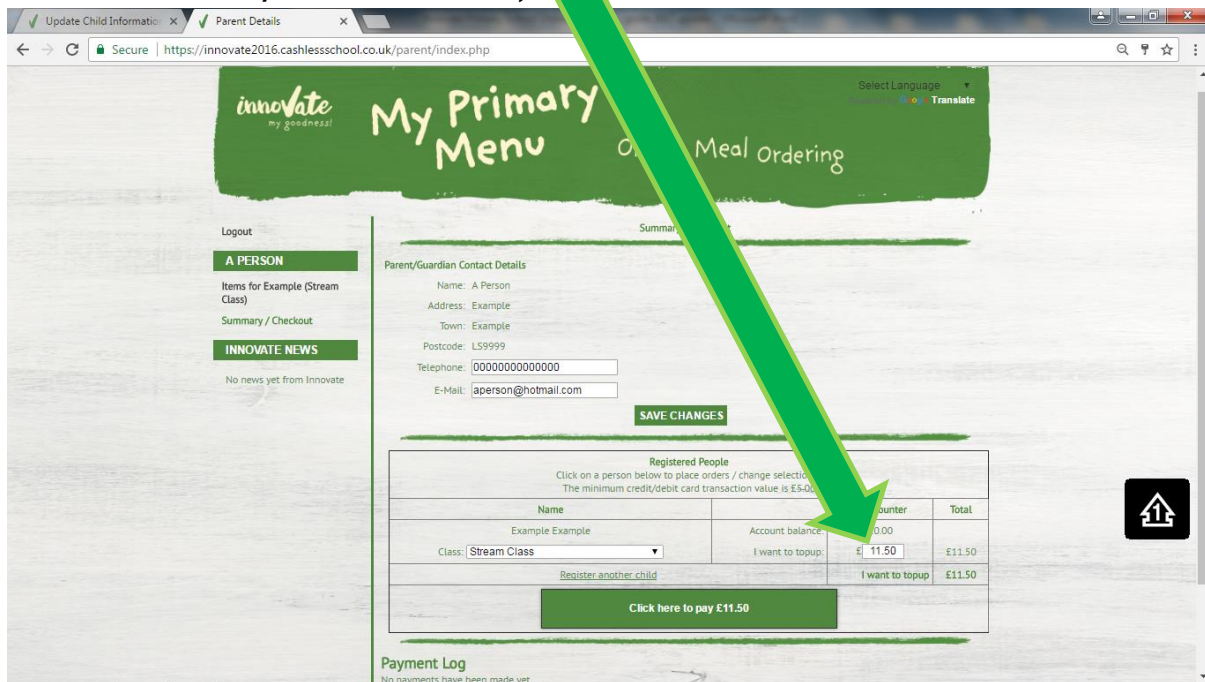 Update Child Information
Parent Details
Secure | https://innovate2016.cashlessschool.co.uk/parent/index.php
innovate
my goodness!
My Primary
Menu
Meal Ordering
Select Language
Translate
Logout
A PERSON
Items for Example (Stream
Class)
Summary / Checkout
INNOVATE NEWS
No news yet from Innovate
Parent/Guardian Contact Details
Name: A Person
Address: Example
Town: Example
Postcode: LS9999
Telephone: 00000000000000
E-Mail: aperson@hotmail.com
SAVE CHANGES
Registered People
Click on a person below to place orders / change
The minimum credit/debit card transaction value is £5.00
Name Total
Example Example Account balance:
Class: Stream Class I want to topup: £ 11.50 £11.50
Register another child I want to topup £11.50
Click here to pay £11.50
1
Payment Log
No payments have been made yet